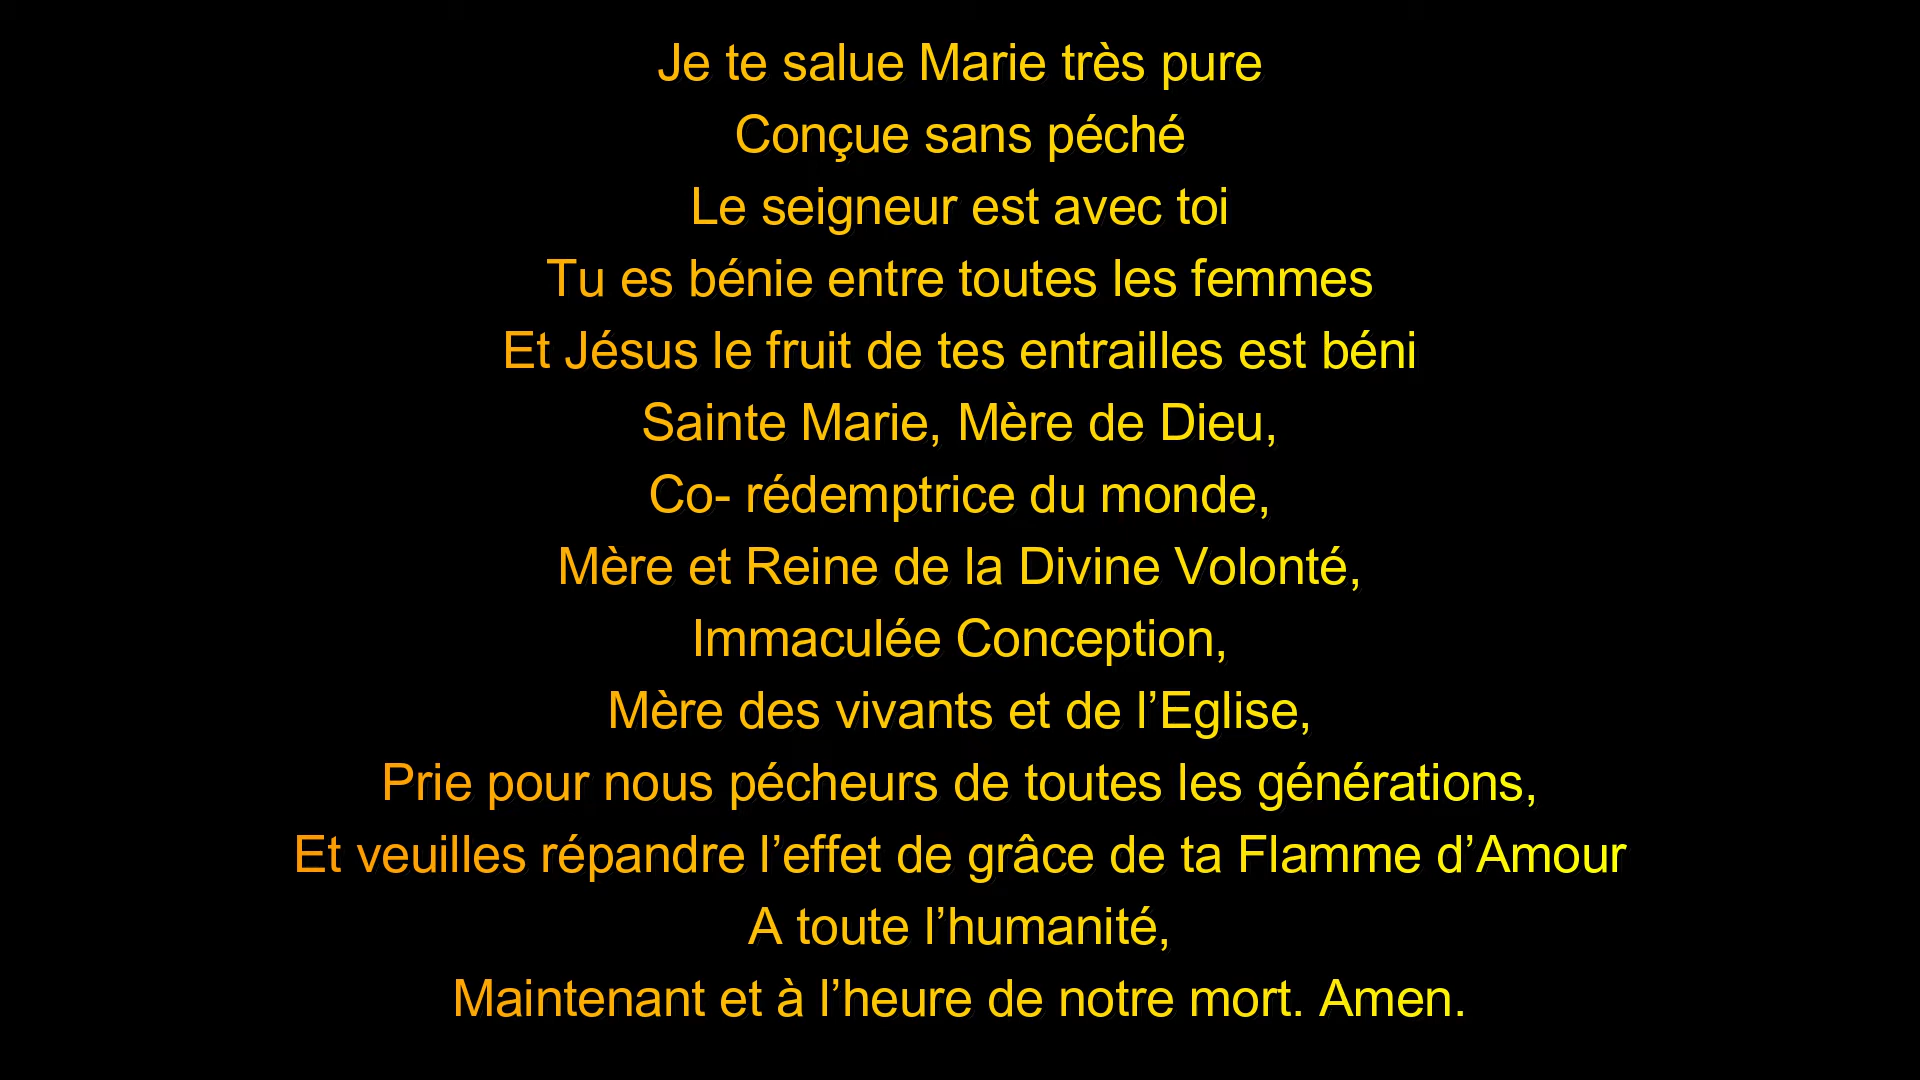 Je te salue Marie très pure
Conçue sans péché
Le seigneur est avec toi
Tu es bénie entre toutes les femmes
Et Jésus le fruit de tes entrailles est béni
Sainte Marie, Mère de Dieu,
Co- rédemptrice du monde,
Mère et Reine de la Divine Volonté,
Immaculée Conception,
Mère des vivants et de l’Eglise,
Prie pour nous pécheurs de toutes les générations,
Et veuilles répandre l’effet de grâce de ta Flamme d’Amour
A toute l’humanité,
Maintenant et à l’heure de notre mort. Amen.